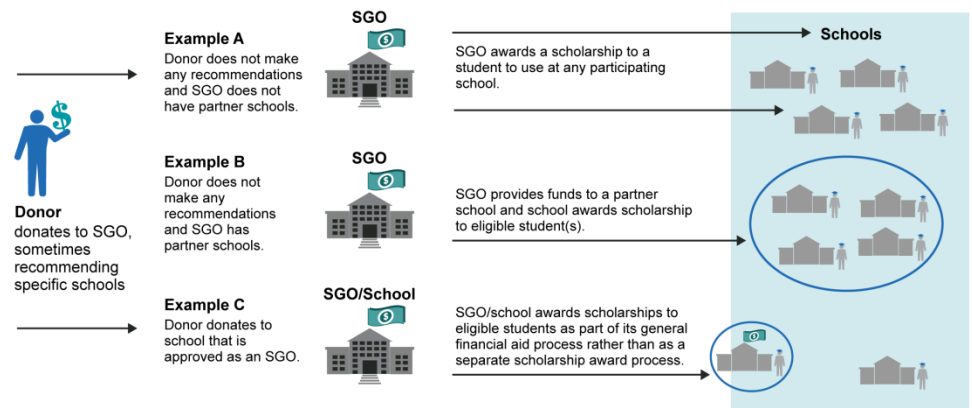 Donor
donates to SGO,
sometimes
recommending
specific schools
Example A
Donor does not make
any recommendations
and SGO does not
have partner schools.
SGO
$
SGO awards a scholarship to a
student to use at any participating
school.
Example B
Donor does not
make any
recommendations
and SGO has
partner schools.
SGO
$
SGO provides funds to a partner
school and school awards scholarship
to eligible student(s).
Example C
Donor donates to
school that is
approved as an SGO.
SGO/School
$
SGO/school awards scholarships to
eligible students as part of its general
financial aid process rather than as a
separate scholarship award process.
Schools
$
$